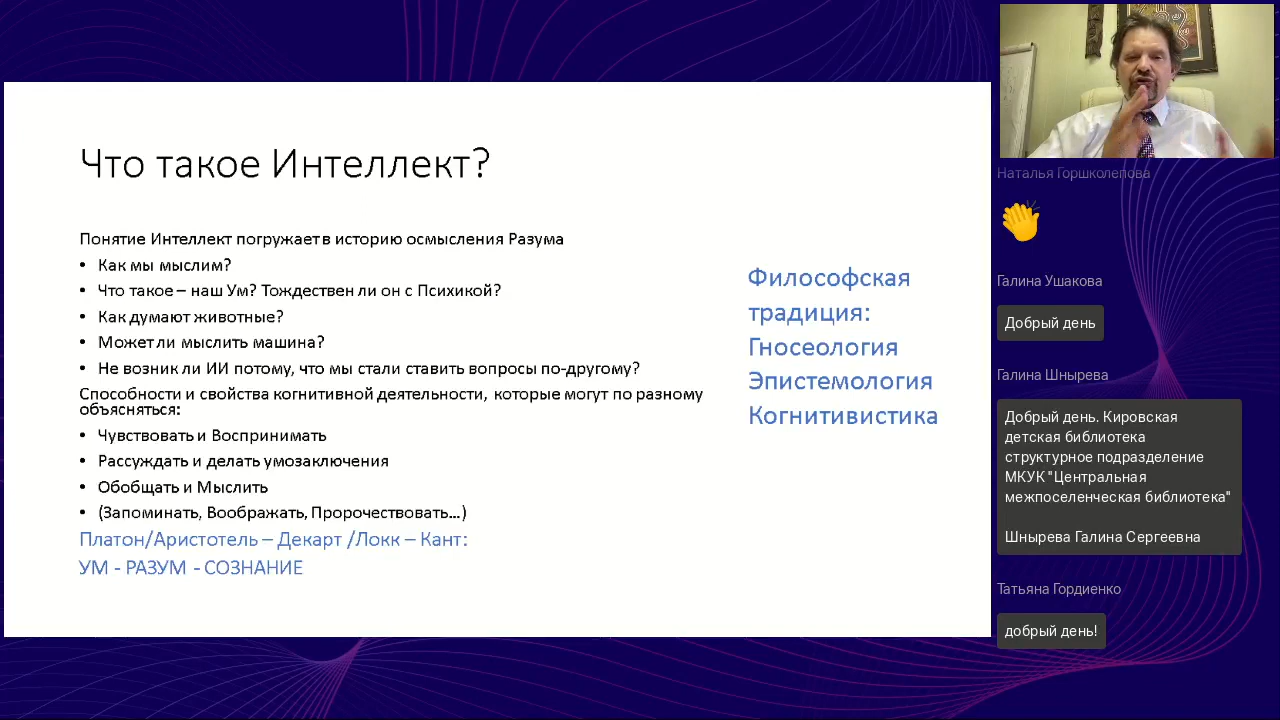 Что такое Интеллект?
Понятие Интеллект погружает в историю осмысления Разума
• Как мы мыслим?
• Что такое – наш Ум? Тождествен ли он с Психикой?
• Как думают животные?
• Может ли мыслить машина?
• Не возник ли ИИ потому, что мы стали ставить вопросы по-другому?
Способности и свойства когнитивной деятельности, которые могут по разному
объясняться:
• Чувствовать и Воспринимать
• Рассуждать и делать умозаключения
• Обобщать и Мыслить
• (Запоминать, Воображать, Пророчествовать…)
Платон/Аристотель – Декарт /Локк – Кант:
УМ - РАЗУМ - СОЗНАНИЕ
Философская
традиция:
Гносеология
Эпистемология
Когнитивистика
Наталья Горшколепова
Галина Ушакова
Добрый день
Галина Шнырева
Добрый день. Кировская
детская библиотека
структурное подразделение
МКУК "Центральная
межпоселенческая библиотека"
Шнырева Галина Сергеевна
Татьяна Гордиенко
добрый день!